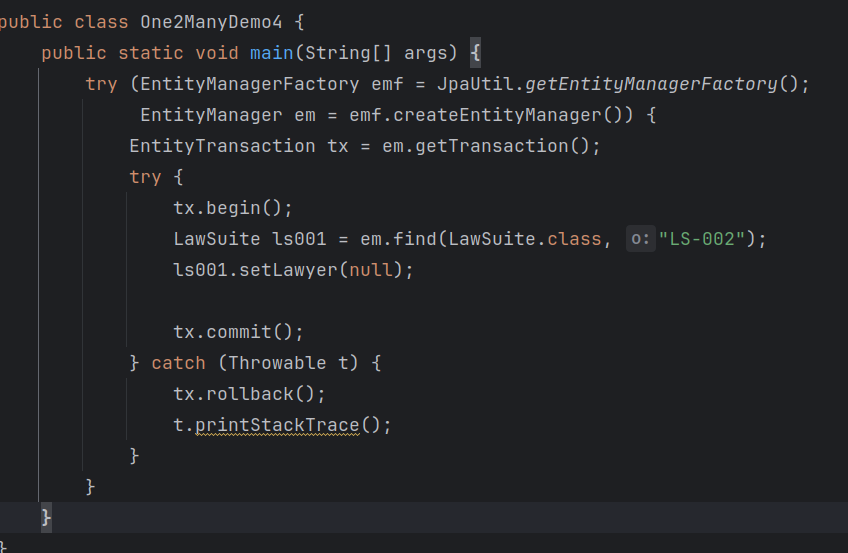 public class One2ManyDemo4 {
    public static void main(String[] args) {
        try (EntityManagerFactory emf = JpaUtil.getEntityManagerFactory();
             EntityManager em = emf.createEntityManager()) {
            EntityTransaction tx = em.getTransaction();
            try {
                tx.begin();
                LawSuite ls001 = em.find(LawSuite.class, o: "LS-002");
                ls001.setLawyer(null);

                tx.commit();
            } catch (Throwable t) {
                tx.rollback();
                t.printStackTrace();
            }
        }
    }
}